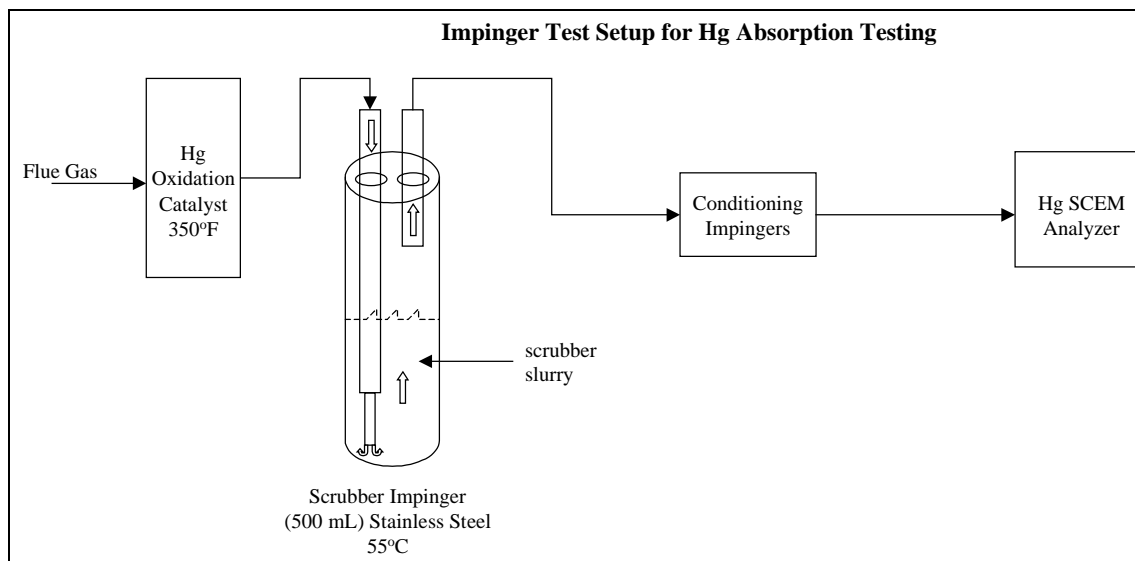 Impinger Test Setup for Hg Absorption Testing
Flue Gas
Hg
Oxidation
Catalyst
350°F
Conditioning
Impingers
Hg SCEM
Analyzer
scrubber
slurry
Scrubber Impinger
(500 mL) Stainless Steel
55°C